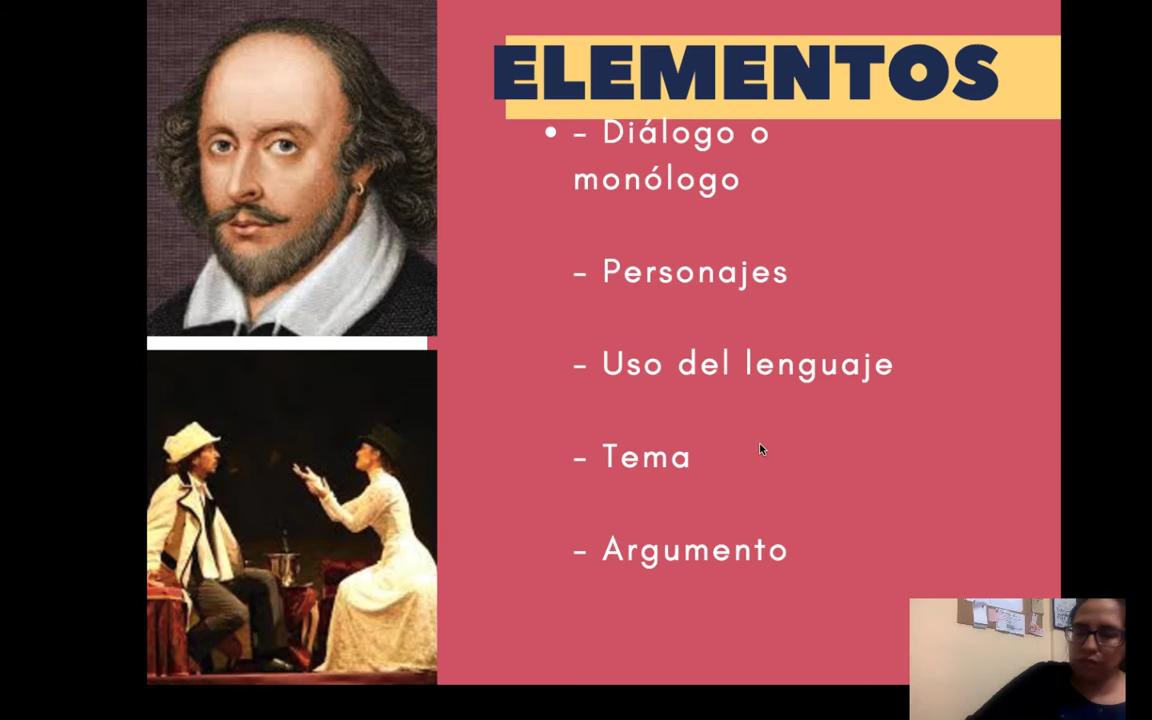 ELEMENTOS
• - Diálogo o
monólogo
- Personajes
- Uso del lenguaje
- Tema
- Argumento